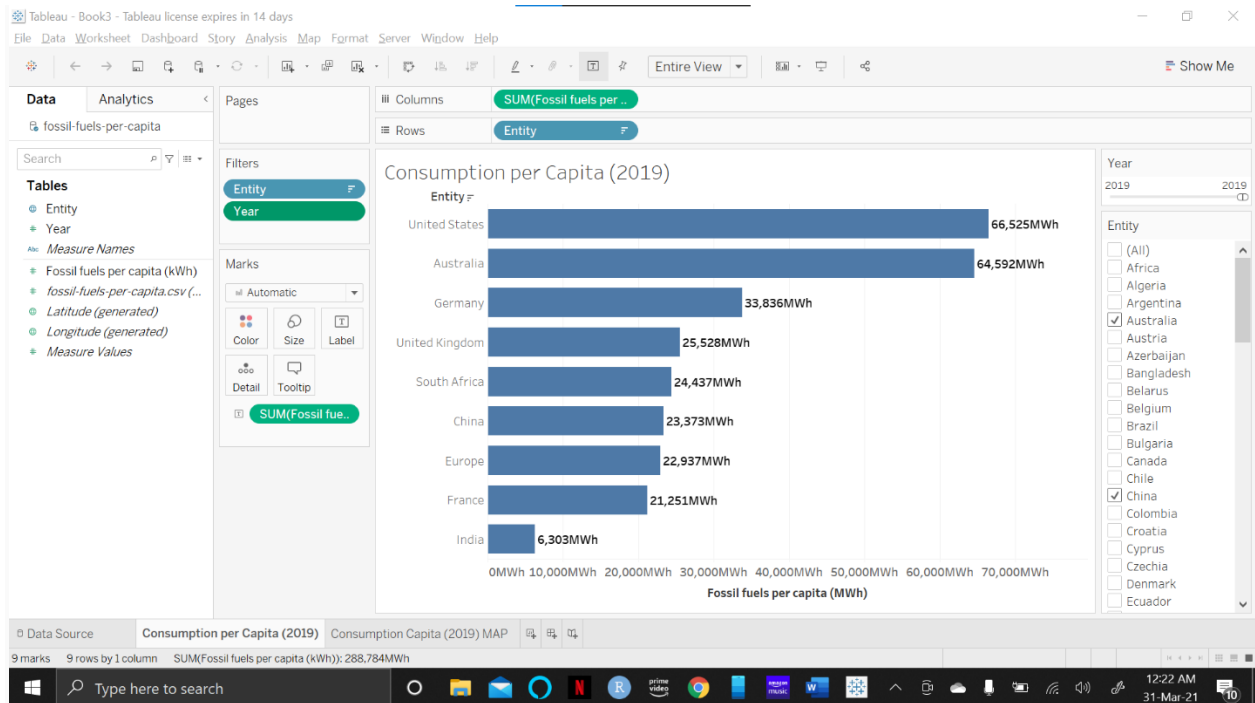 Tableau - Book3 - Tableau license expires in 14 days
File Data Worksheet Dashboard Story Analysis Map Format Server Window Help
Entire View
Show Me
Data Analytics
fossil-fuels-per-capita
Search
Tables
Entity
Year
Abc Measure Names
Fossil fuels per capita (kWh)
fossil-fuels-per-capita.csv (...
Latitude (generated)
Longitude (generated)
Measure Values
Pages
Filters
Entity
Year
Marks
Automatic
Color Size Label
Detail Tooltip
SUM(Fossil fue..
Columns SUM(Fossil fuels per ..
Rows Entity
Consumption per Capita (2019)
Entity
United States 66,525MWh
Australia 64,592MWh
Germany 33,836MWh
United Kingdom 25,528MWh
South Africa 24,437MWh
China 23,373MWh
Europe 22,937MWh
France 21,251MWh
India 6,303MWh
0MWh 10,000MWh 20,000MWh 30,000MWh 40,000MWh 50,000MWh 60,000MWh 70,000MWh
Fossil fuels per capita (MWh)
Year
2019 2019
Entity
(All)
Africa
Algeria
Argentina
Australia
Austria
Azerbaijan
Bangladesh
Belarus
Belgium
Brazil
Bulgaria
Canada
Chile
China
Colombia
Croatia
Cyprus
Czechia
Denmark
Ecuador
Data Source Consumption per Capita (2019) Consumption Capita (2019) MAP
9 marks 9 rows by 1 column SUM(Fossil fuels per capita (kWh)): 288,784MWh
Type here to search
N
R
prime video
amazon music
W
12:22 AM
31-Mar-21
10